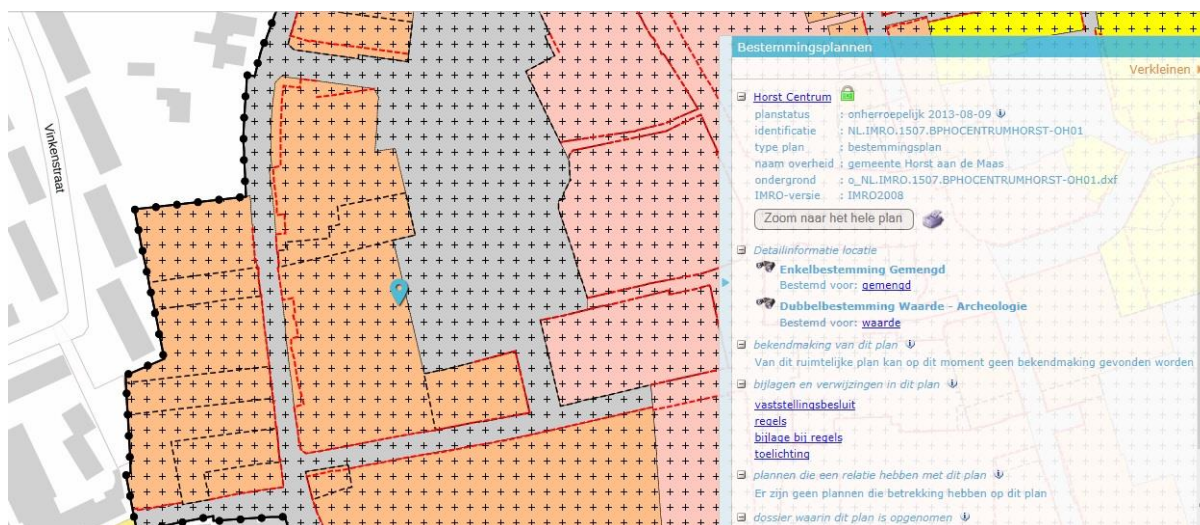 Vinkenstraat
Bestemmingsplannen
Verkleinen
Horst Centrum
planstatus : onherroepelijk 2013-08-09
identificatie : NL.IMRO.1507.BPHOCENTRUMHORST-OH01
type plan : bestemmingsplan
naam overheid : gemeente Horst aan de Maas
ondergrond : o_NL.IMRO.1507.BPHOCENTRUMHORST-OH01.dxf
IMRO-versie : IMRO2008
Zoom naar het hele plan
Detailinformatie locatie
Enkelbestemming Gemengd
Bestemd voor: gemengd
Dubbelbestemming Waarde - Archeologie
Bestemd voor: waarde
bekendmaking van dit plan
Van dit ruimtelijke plan kan op dit moment geen bekendmaking gevonden worden
bijlagen en verwijzingen in dit plan
vaststellingsbesluit
regels
bijlage bij regels
toelichting
plannen die een relatie hebben met dit plan
Er zijn geen plannen die betrekking hebben op dit plan
dossier waarin dit plan is opgenomen